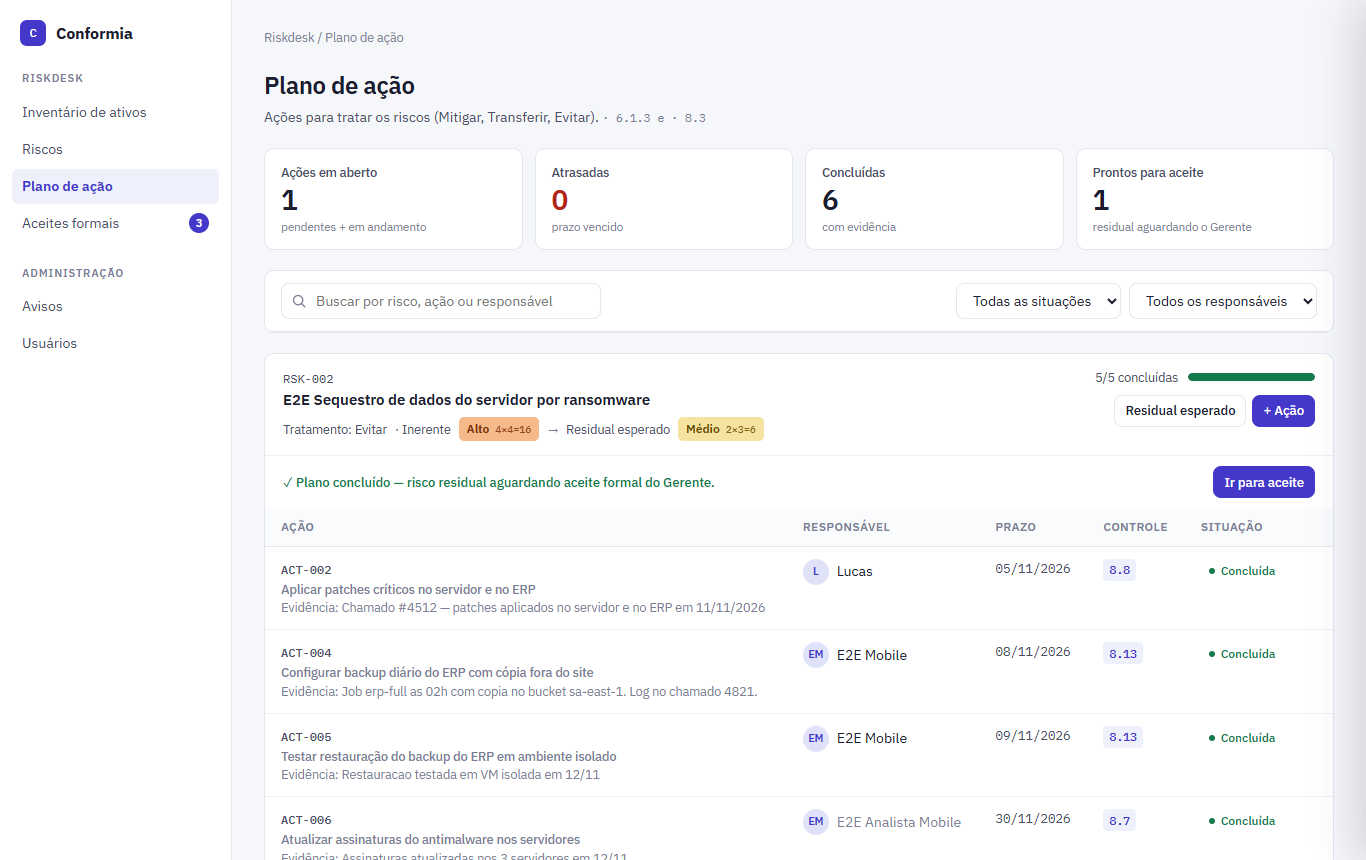 C Conformia
RISKDESK
Inventário de ativos
Riscos
Plano de ação
Aceites formais 3
ADMINISTRAÇÃO
Avisos
Usuários
Riskdesk / Plano de ação
Plano de ação
Ações para tratar os riscos (Mitigar, Transferir, Evitar). · 6.1.3 e · 8.3
Ações em aberto
1
pendentes + em andamento
Atrasadas
0
prazo vencido
Concluídas
6
com evidência
Prontos para aceite
1
residual aguardando o Gerente
Buscar por risco, ação ou responsável
Todas as situações
Todos os responsáveis
RSK-002
5/5 concluídas
E2E Sequestro de dados do servidor por ransomware
Residual esperado
+ Ação
Tratamento: Evitar · Inerente Alto 4×4=16 → Residual esperado Médio 2×3=6
✓ Plano concluído — risco residual aguardando aceite formal do Gerente.
Ir para aceite
AÇÃO RESPONSÁVEL PRAZO CONTROLE SITUAÇÃO
ACT-002
Aplicar patches críticos no servidor e no ERP
Evidência: Chamado #4512 — patches aplicados no servidor e no ERP em 11/11/2026
L Lucas
05/11/2026
8.8
Concluída
ACT-004
Configurar backup diário do ERP com cópia fora do site
Evidência: Job erp-full as 02h com copia no bucket sa-east-1. Log no chamado 4821.
EM E2E Mobile
08/11/2026
8.13
Concluída
ACT-005
Testar restauração do backup do ERP em ambiente isolado
Evidência: Restauracao testada em VM isolada em 12/11
EM E2E Mobile
09/11/2026
8.13
Concluída
ACT-006
Atualizar assinaturas do antimalware nos servidores
Evidência: Assinaturas atualizadas nos 3 servidores em 12/11
EM E2E Analista Mobile
30/11/2026
8.7
Concluída